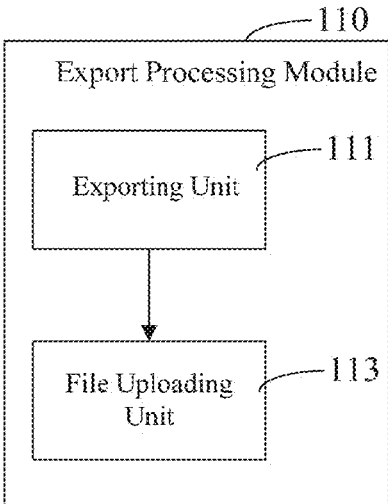 110
Export Processing Module
111
Exporting Unit
File Uploading
Unit
113